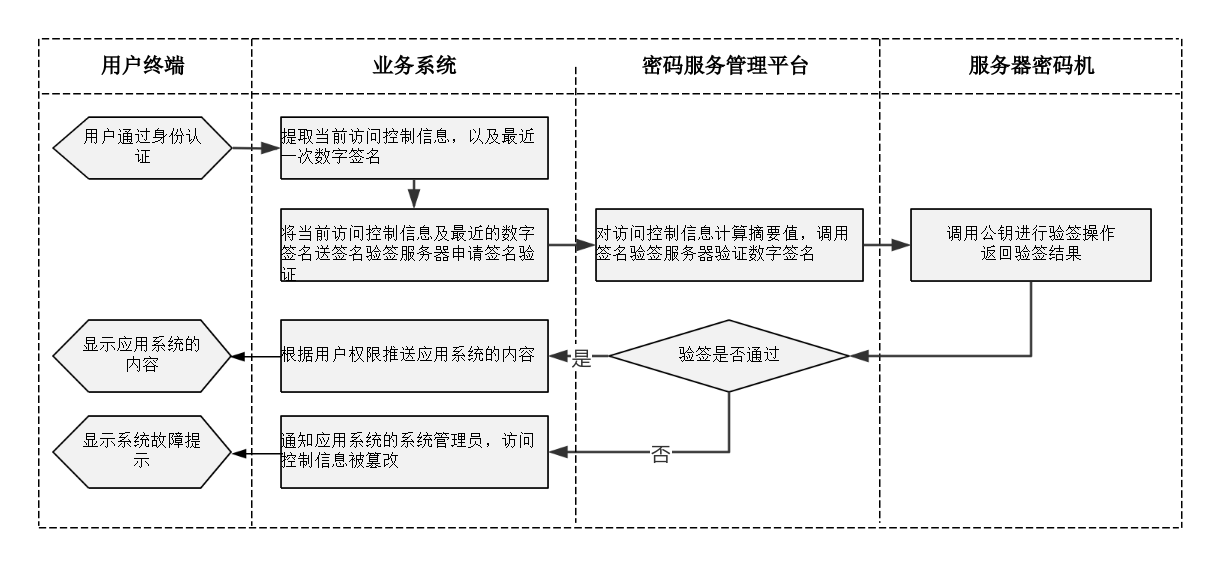 用户终端
业务系统
密码服务管理平台
服务器密码机
用户通过身份认
证
提取当前访问控制信息，以及最近
一次数字签名
将当前访问控制信息及最近的数字
签名送签名验签服务器申请签名验
证
对访问控制信息计算摘要值，调用
签名验签服务器验证数字签名
调用公钥进行验签操作
返回验签结果
显示应用系统的
内容
根据用户权限推送应用系统的内容
是
验签是否通过
显示系统故障提
示
通知应用系统的系统管理员，访问
控制信息被篡改
否